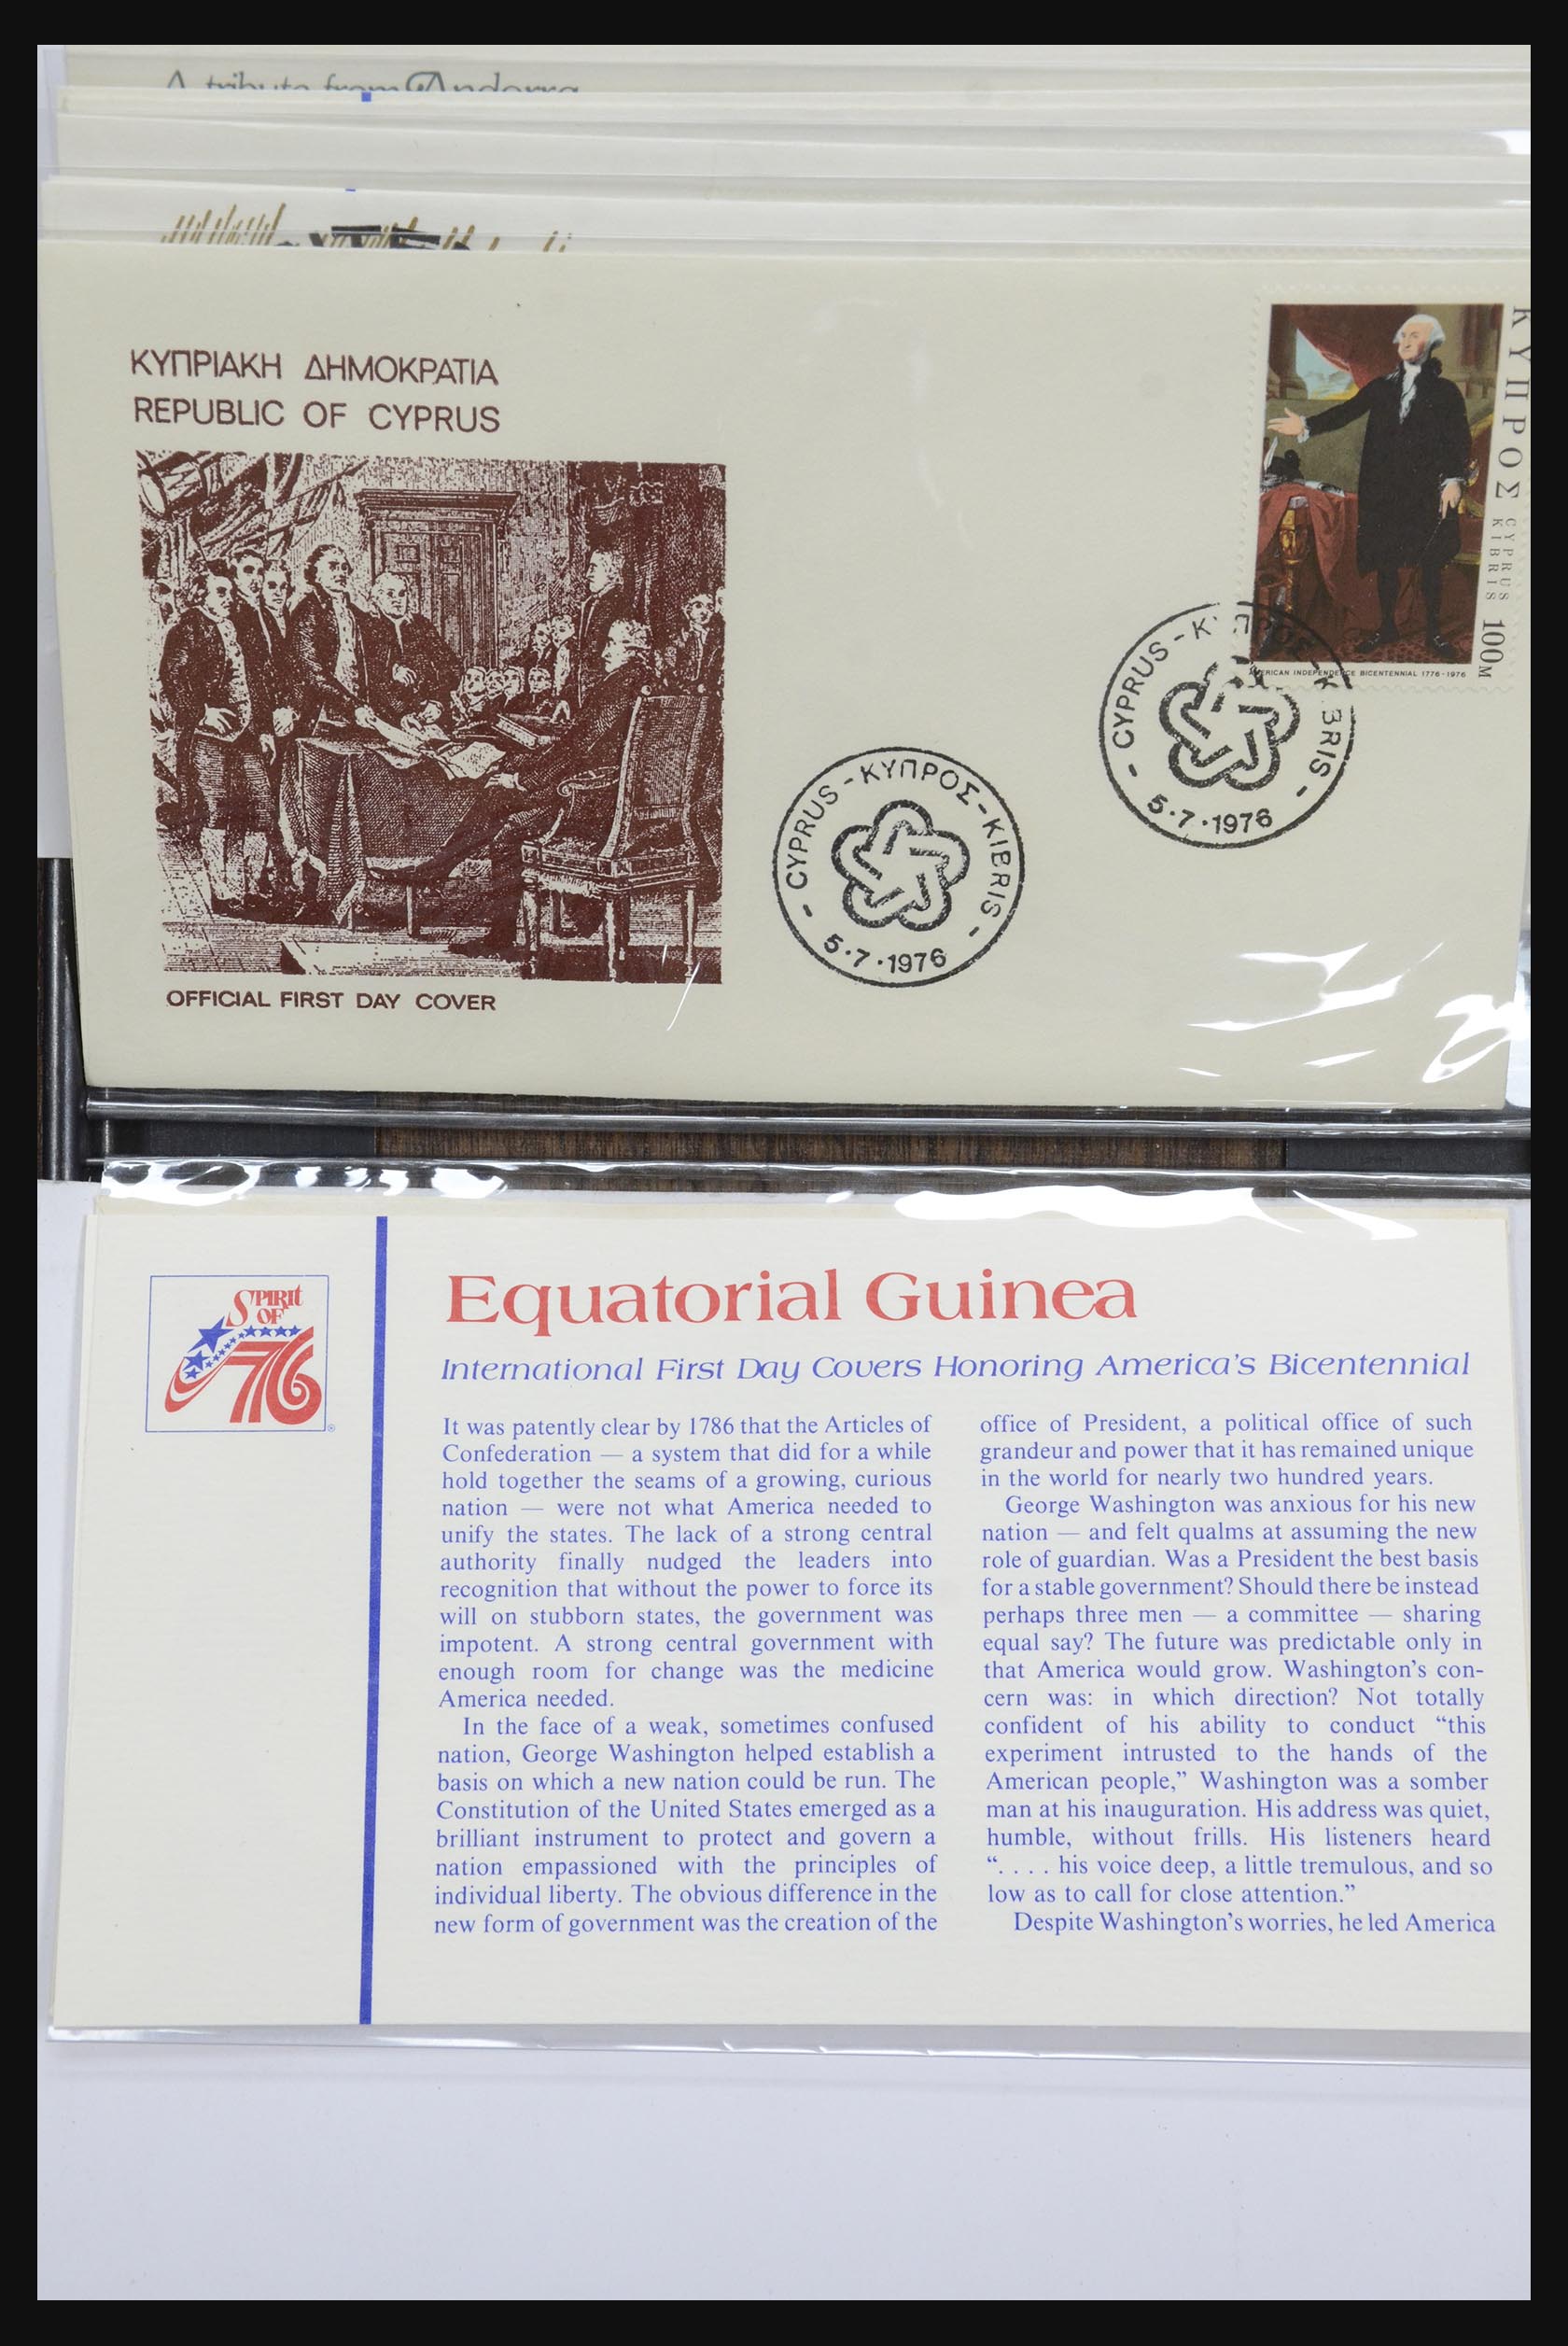 A tribute from Andorra
ΚΥΠΡΙΑΚΗ ΔΗΜΟΚΡΑΤΙΑ
REPUBLIC OF CYPRUS
OFFICIAL FIRST DAY COVER
CYPRUS - ΚΥΠΡΟΣ - KIBRIS -
5·7·1976
CYPRUS - ΚΥΠΡΟΣ - KIBRIS -
5·7·1976
ΚΥΠΡΟΣ
CYPRUS
KIBRIS
100M
AMERICAN INDEPENDENCE BICENTENNIAL 1776-1976
SPIRIT
OF
76
Equatorial Guinea
International First Day Covers Honoring America's Bicentennial
It was patently clear by 1786 that the Articles of
Confederation — a system that did for a while
hold together the seams of a growing, curious
nation — were not what America needed to
unify the states. The lack of a strong central
authority finally nudged the leaders into
recognition that without the power to force its
will on stubborn states, the government was
impotent. A strong central government with
enough room for change was the medicine
America needed.
In the face of a weak, sometimes confused
nation, George Washington helped establish a
basis on which a new nation could be run. The
Constitution of the United States emerged as a
brilliant instrument to protect and govern a
nation empassioned with the principles of
individual liberty. The obvious difference in the
new form of government was the creation of the
office of President, a political office of such
grandeur and power that it has remained unique
in the world for nearly two hundred years.
George Washington was anxious for his new
nation — and felt qualms at assuming the new
role of guardian. Was a President the best basis
for a stable government? Should there be instead
perhaps three men — a committee — sharing
equal say? The future was predictable only in
that America would grow. Washington's con-
cern was: in which direction? Not totally
confident of his ability to conduct “this
experiment intrusted to the hands of the
American people,” Washington was a somber
man at his inauguration. His address was quiet,
humble, without frills. His listeners heard
“. . . . his voice deep, a little tremulous, and so
low as to call for close attention.”
Despite Washington's worries, he led America